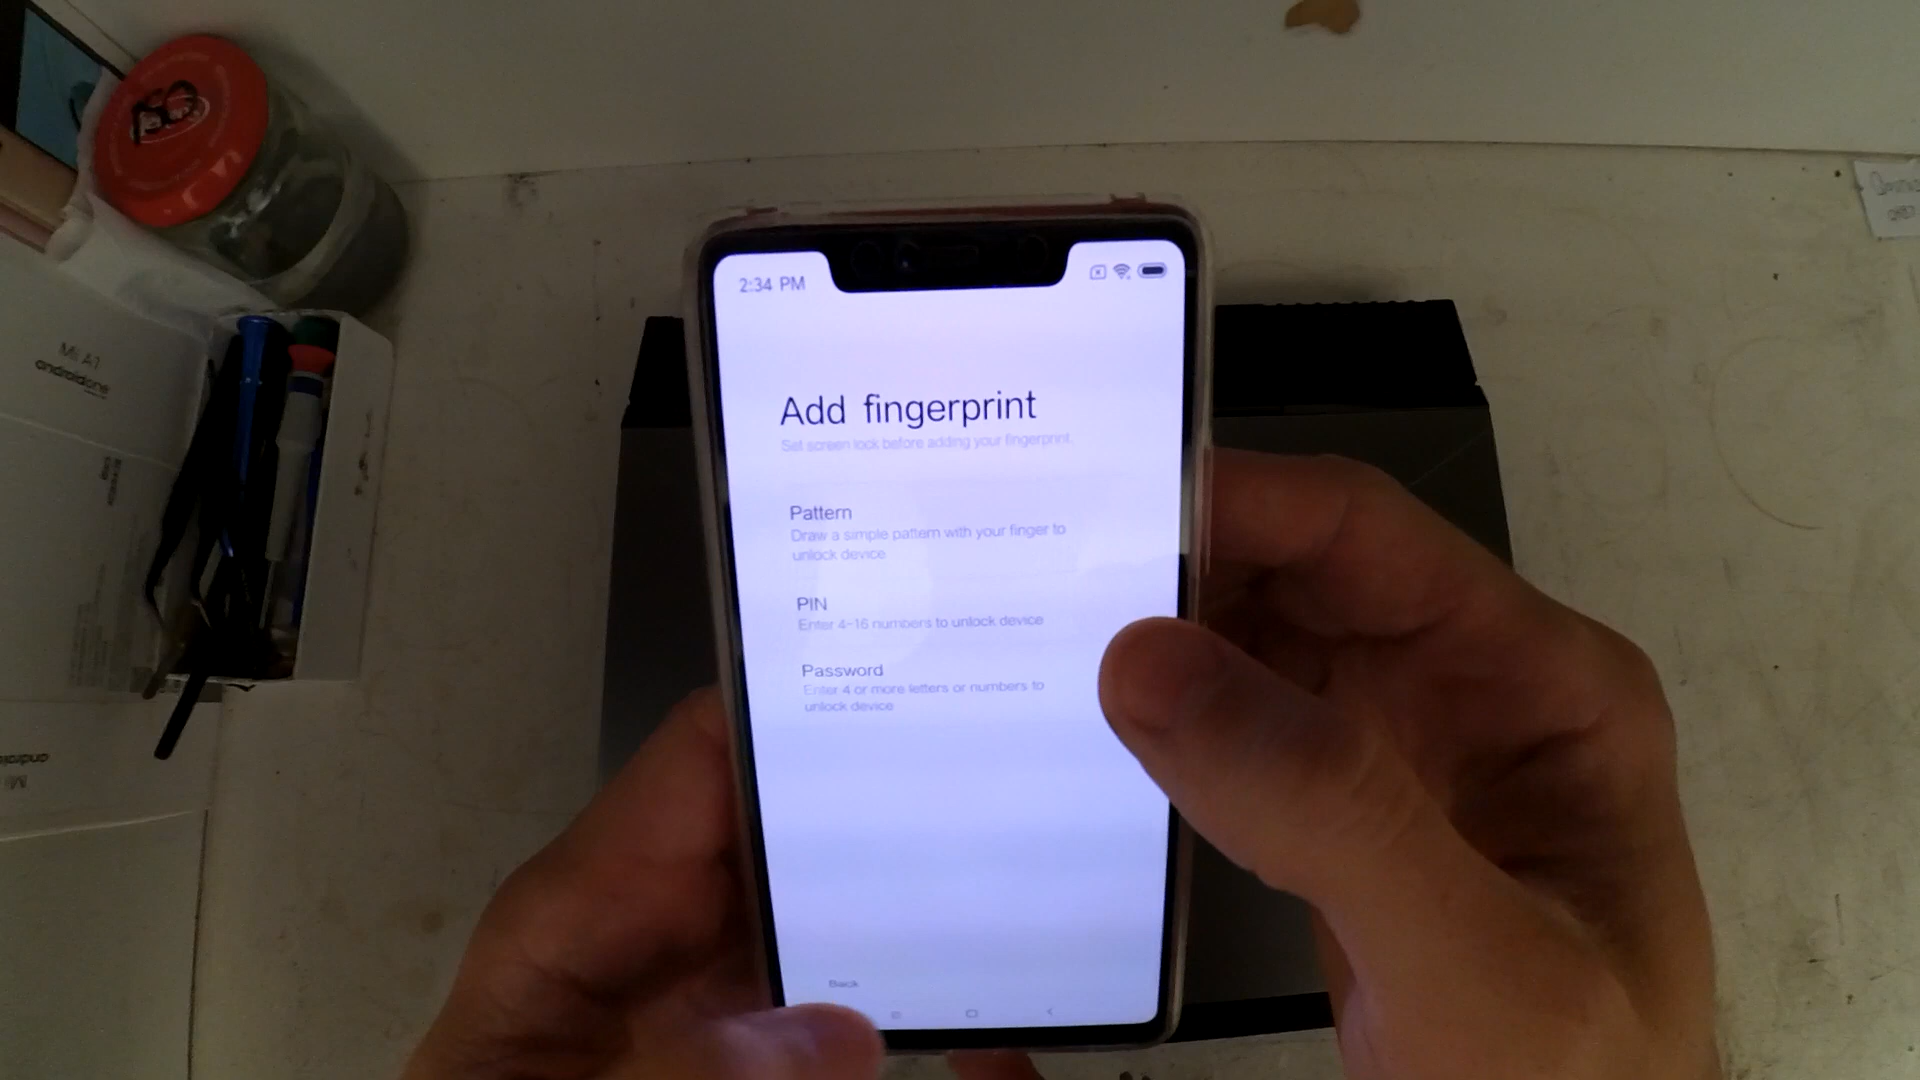 2:34 PM
Add fingerprint
Set screen lock before adding your fingerprint.
Pattern
Draw a simple pattern with your finger to
unlock device
PIN
Enter 4-16 numbers to unlock device
Password
Enter 4 or more letters or numbers to
unlock device
Back
Mi A1
androidone
ISO
Mi